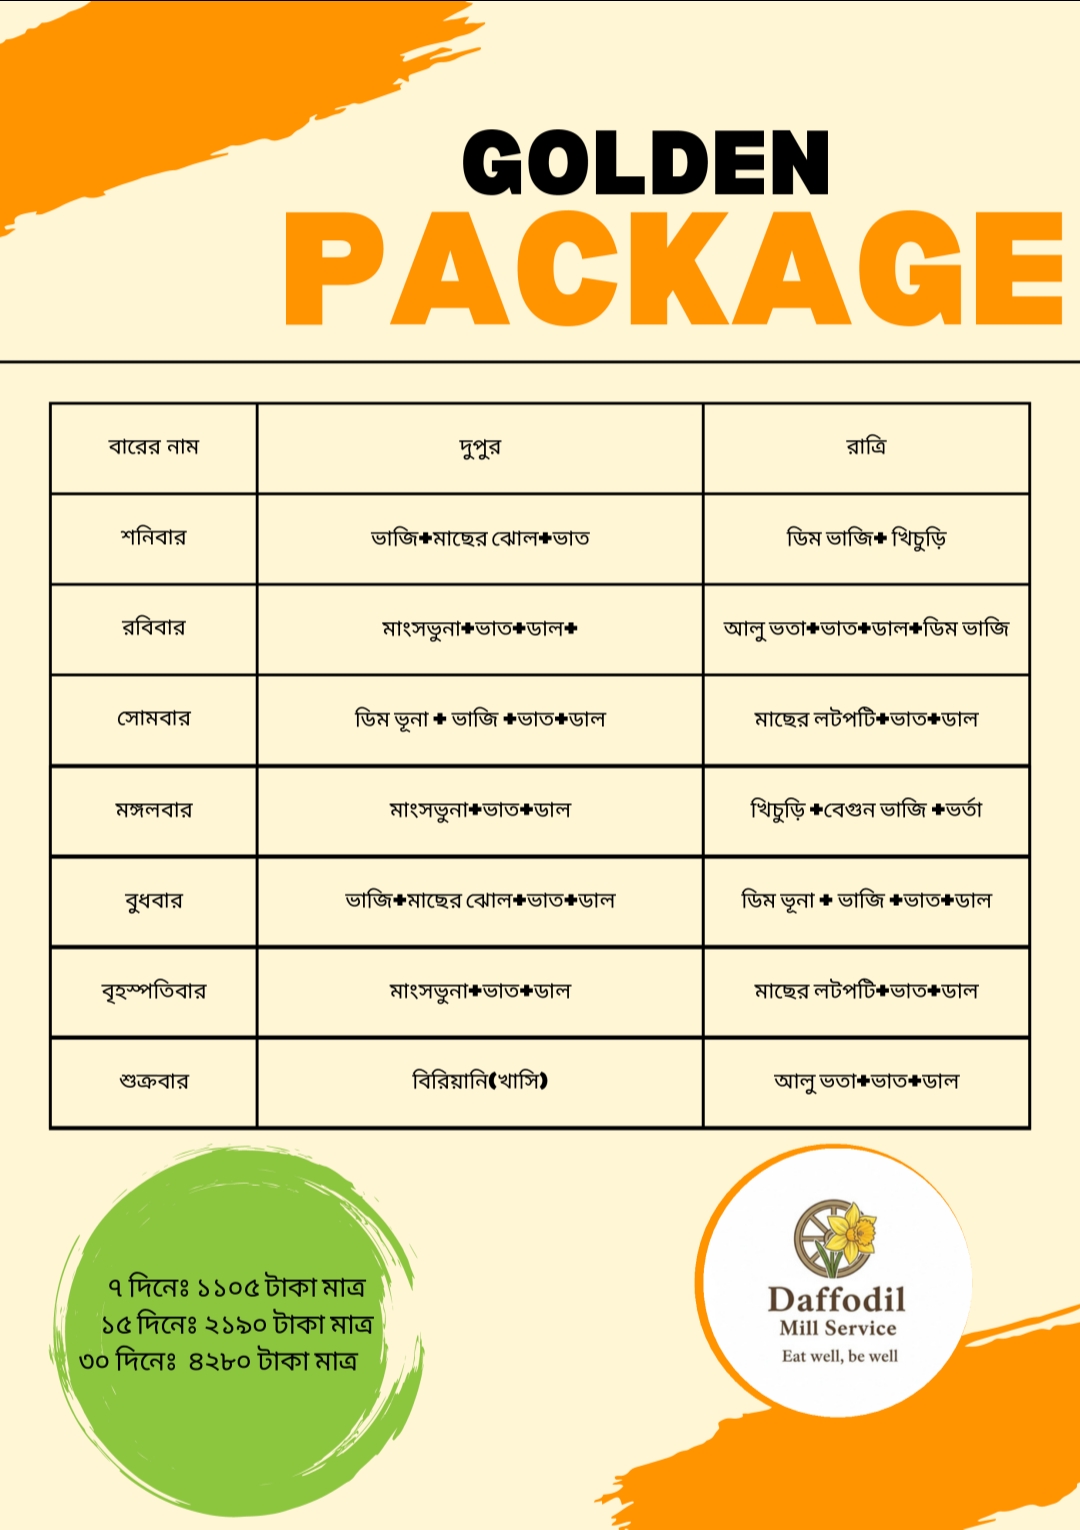 GOLDEN
PACKAGE
বারের নাম দুপুর রাত্রি
শনিবার ভাজি+মাছের ঝোল+ভাত ডিম ভাজি+ খিচুড়ি
রবিবার মাংসভুনা+ভাত+ডাল+ আলু ভতা+ভাত+ডাল+ডিম ভাজি
সোমবার ডিম ভূনা + ভাজি +ভাত+ডাল মাছের লটপটি+ভাত+ডাল
মঙ্গলবার মাংসভুনা+ভাত+ডাল খিচুড়ি +বেগুন ভাজি +ভর্তা
বুধবার ভাজি+মাছের ঝোল+ভাত+ডাল ডিম ভূনা + ভাজি +ভাত+ডাল
বৃহস্পতিবার মাংসভুনা+ভাত+ডাল মাছের লটপটি+ভাত+ডাল
শুক্রবার বিরিয়ানি(খাসি) আলু ভতা+ভাত+ডাল
৭ দিনেঃ ১১০৫ টাকা মাত্র
১৫ দিনেঃ ২১৯০ টাকা মাত্র
৩০ দিনেঃ ৪২৮০ টাকা মাত্র
Daffodil
Mill Service
Eat well, be well